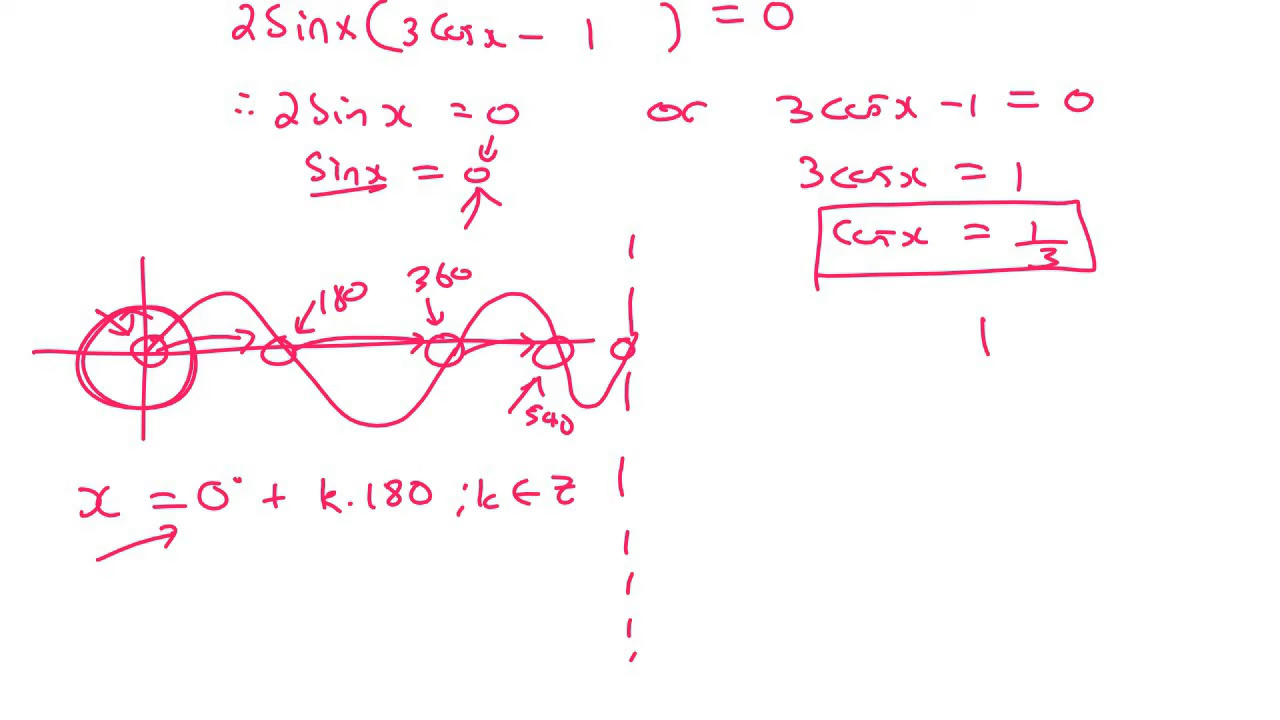 2Sinx(3Cosx - 1 ) = 0
∴ 2Sinx = 0 or 3Cosx - 1 = 0
Sinx = 0
3Cosx = 1
Cosx = 1/3
180
360
540
x = 0° + k.180 ; k ∈ Z